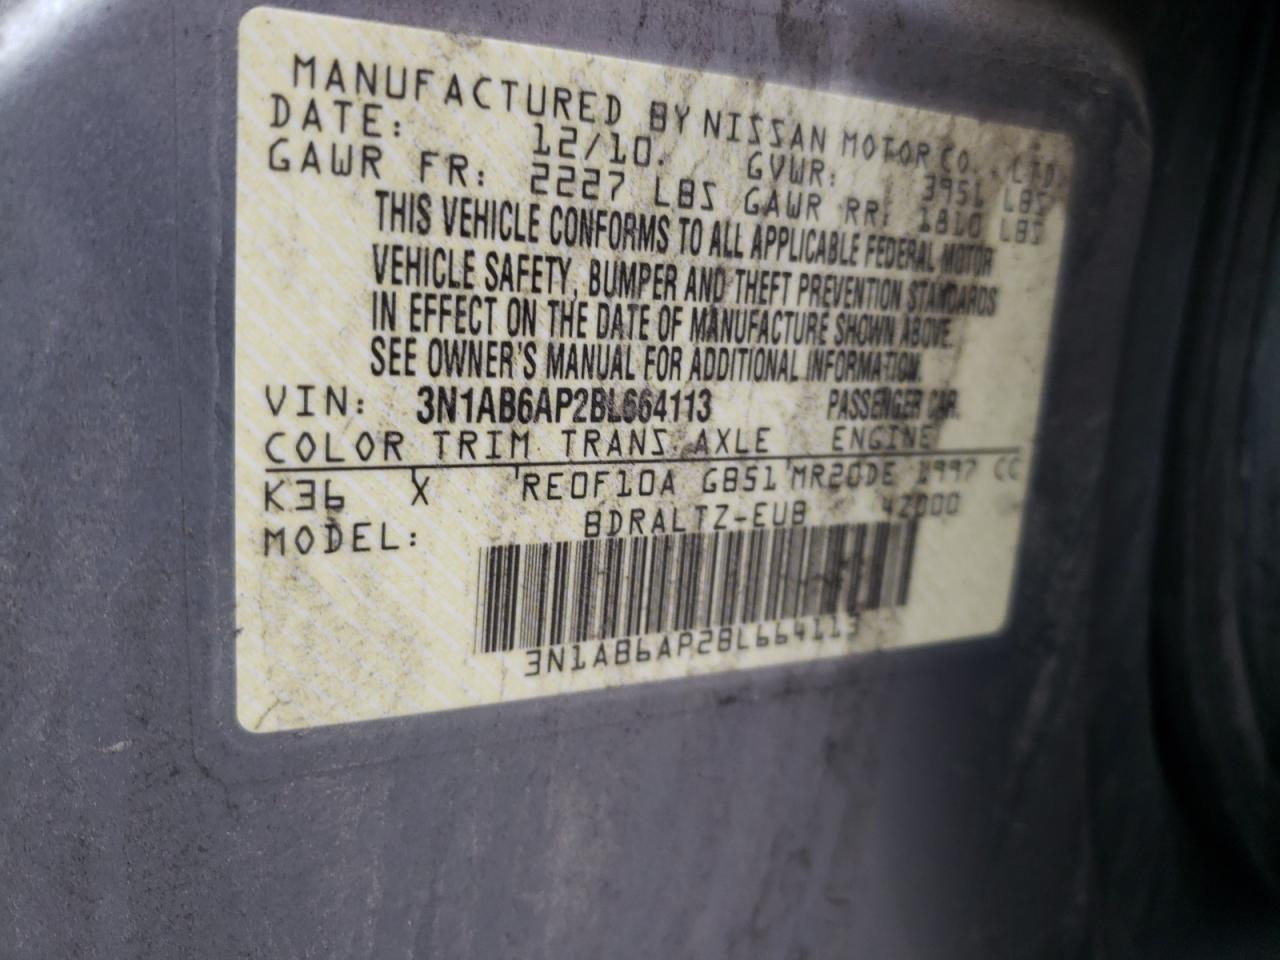 MANUFACTURED BY NISSAN MOTOR CO., LTD.
DATE: 12/10. GVWR: 3951 LBS
GAWR FR: 2227 LBS GAWR RR: 1810 LBS
THIS VEHICLE CONFORMS TO ALL APPLICABLE FEDERAL MOTOR
VEHICLE SAFETY, BUMPER AND THEFT PREVENTION STANDARDS
IN EFFECT ON THE DATE OF MANUFACTURE SHOWN ABOVE.
SEE OWNER'S MANUAL FOR ADDITIONAL INFORMATION.
VIN: 3N1AB6AP2BL664113 PASSENGER CAR.
COLOR TRIM TRANS. AXLE ENGINE
K36 X RE0F10A GB51 MR20DE 1997 CC
MODEL: BDRALTZ-EUB 42000
3N1AB6AP2BL664113